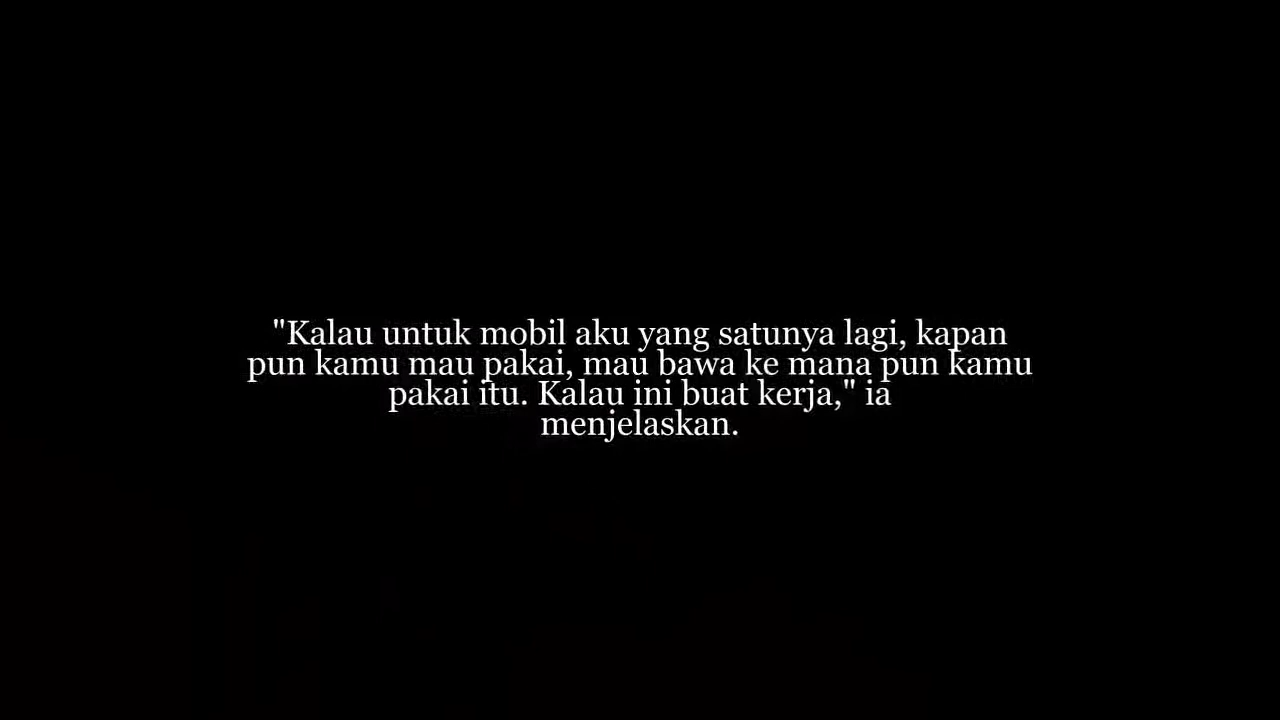 "Kalau untuk mobil aku yang satunya lagi, kapan
pun kamu mau pakai, mau bawa ke mana pun kamu
pakai itu. Kalau ini buat kerja," ia
menjelaskan.